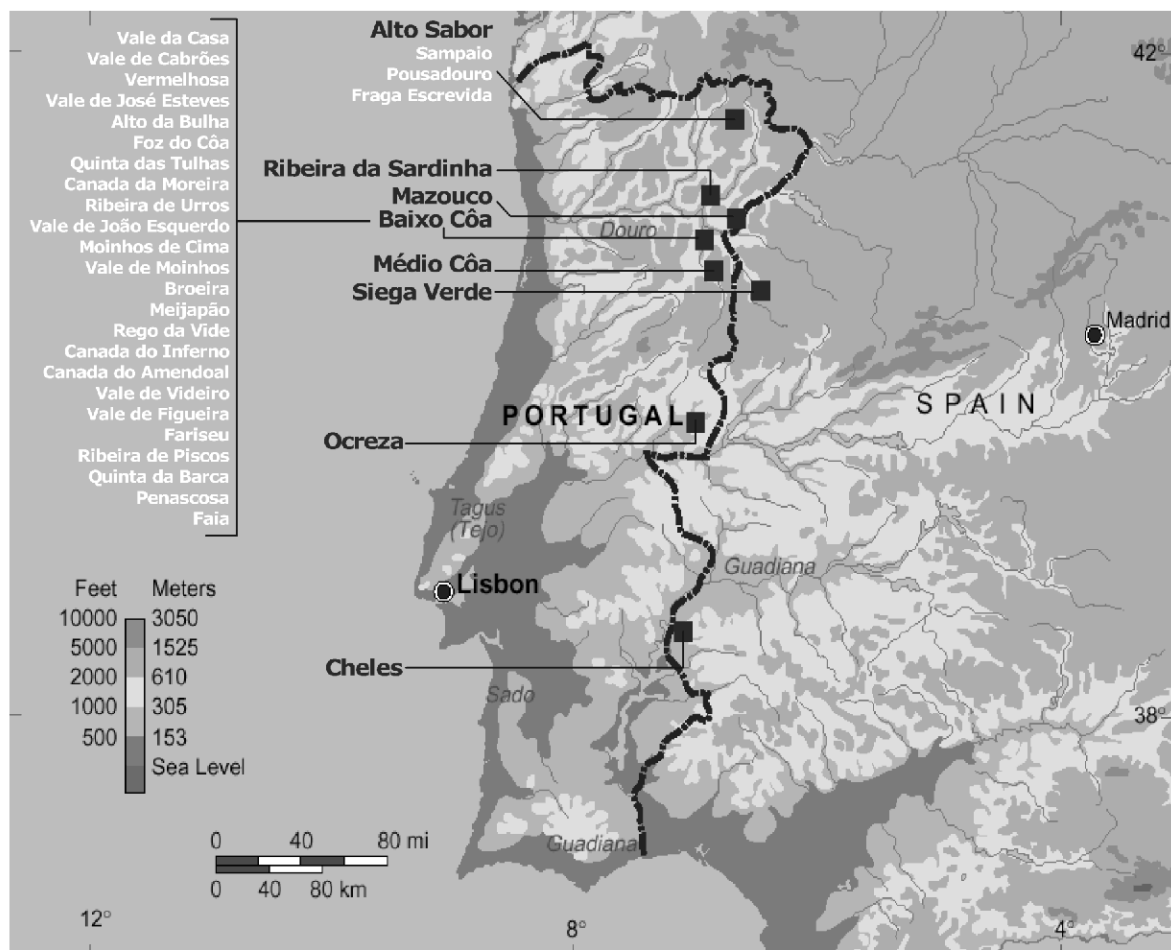 Vale da Casa
Vale de Cabrões
Vermelhosa
Vale de José Esteves
Alto da Bulha
Foz do Côa
Quinta das Tulhas
Canada da Moreira
Ribeira de Urros
Vale de João Esquerdo
Moinhos de Cima
Vale de Moinhos
Broeira
Meijapão
Rego da Vide
Canada do Inferno
Canada do Amendoal
Vale de Videiro
Vale de Figueira
Fariseu
Ribeira de Piscos
Quinta da Barca
Penascosa
Faia
Alto Sabor
Sampaio
Pousadouro
Fraga Escrevida
Ribeira da Sardinha
Mazouco
Baixo Côa
Médio Côa
Siega Verde
Ocreza
Cheles
42°
Douro
Madrid
PORTUGAL
SPAIN
Tagus
(Tejo)
Guadiana
Lisbon
Sado
38°
Guadiana
Feet Meters
10000 3050
5000 1525
2000 610
1000 305
500 153
Sea Level
0 40 80 mi
0 40 80 km
12°
8°
4°